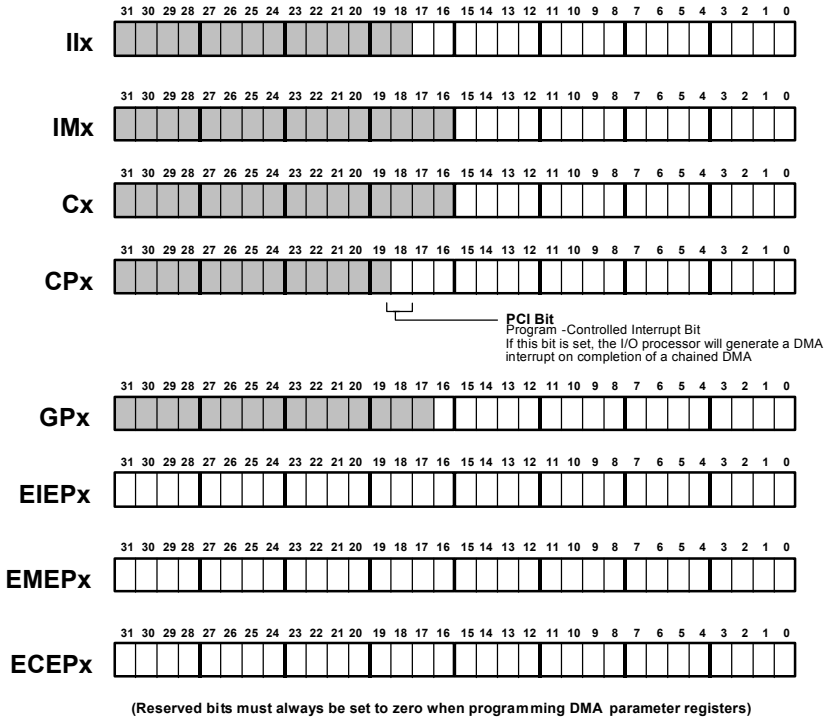 31 30 29 28 27 26 25 24 23 22 21 20 19 18 17 16 15 14 13 12 11 10 9 8 7 6 5 4 3 2 1 0
IIx
31 30 29 28 27 26 25 24 23 22 21 20 19 18 17 16 15 14 13 12 11 10 9 8 7 6 5 4 3 2 1 0
IMx
31 30 29 28 27 26 25 24 23 22 21 20 19 18 17 16 15 14 13 12 11 10 9 8 7 6 5 4 3 2 1 0
Cx
31 30 29 28 27 26 25 24 23 22 21 20 19 18 17 16 15 14 13 12 11 10 9 8 7 6 5 4 3 2 1 0
CPx
PCI Bit
Program -Controlled Interrupt Bit
If this bit is set, the I/O processor will generate a DMA
interrupt on completion of a chained DMA
31 30 29 28 27 26 25 24 23 22 21 20 19 18 17 16 15 14 13 12 11 10 9 8 7 6 5 4 3 2 1 0
GPx
31 30 29 28 27 26 25 24 23 22 21 20 19 18 17 16 15 14 13 12 11 10 9 8 7 6 5 4 3 2 1 0
EIEPx
31 30 29 28 27 26 25 24 23 22 21 20 19 18 17 16 15 14 13 12 11 10 9 8 7 6 5 4 3 2 1 0
EMEPx
31 30 29 28 27 26 25 24 23 22 21 20 19 18 17 16 15 14 13 12 11 10 9 8 7 6 5 4 3 2 1 0
ECEPx
(Reserved bits must always be set to zero when programming DMA parameter registers)